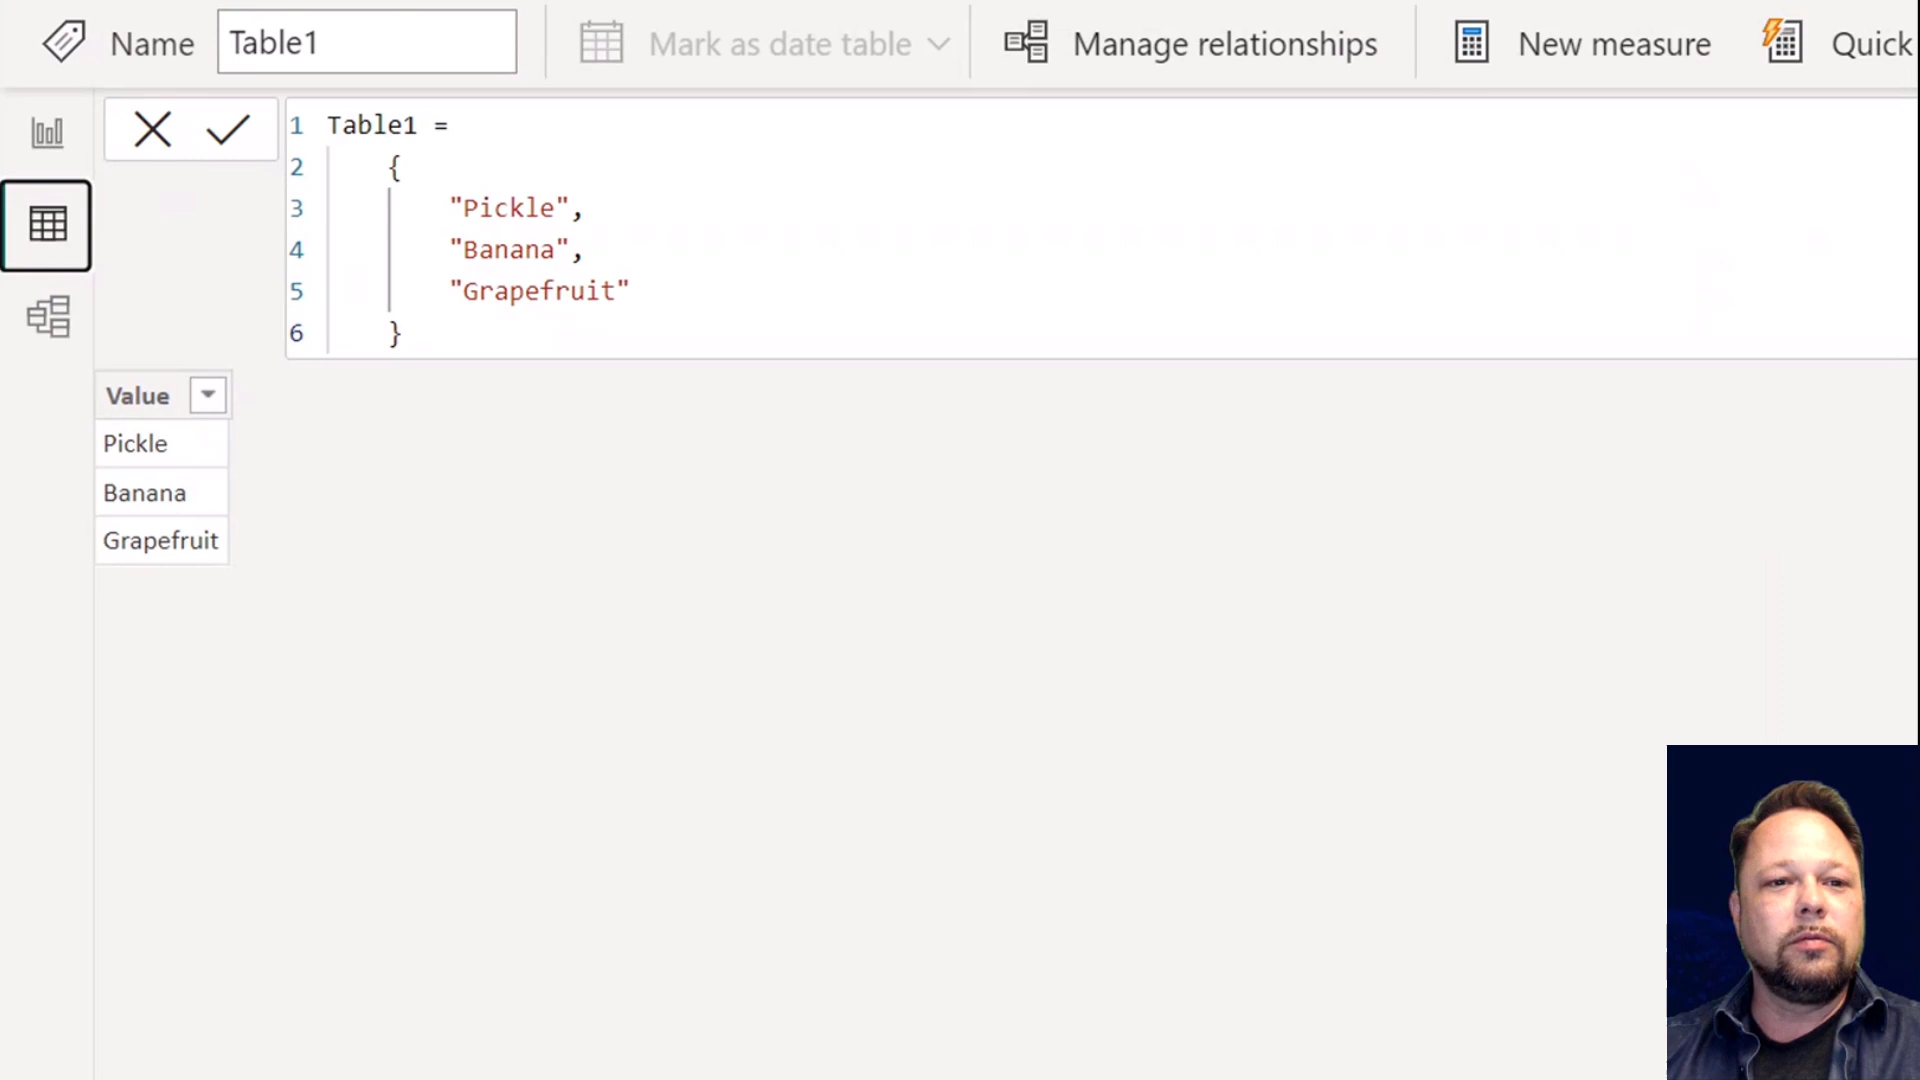 Name Table1 Mark as date table Manage relationships New measure Quick
1 Table1 =
2 {
3 "Pickle",
4 "Banana",
5 "Grapefruit"
6 }
Value
Pickle
Banana
Grapefruit